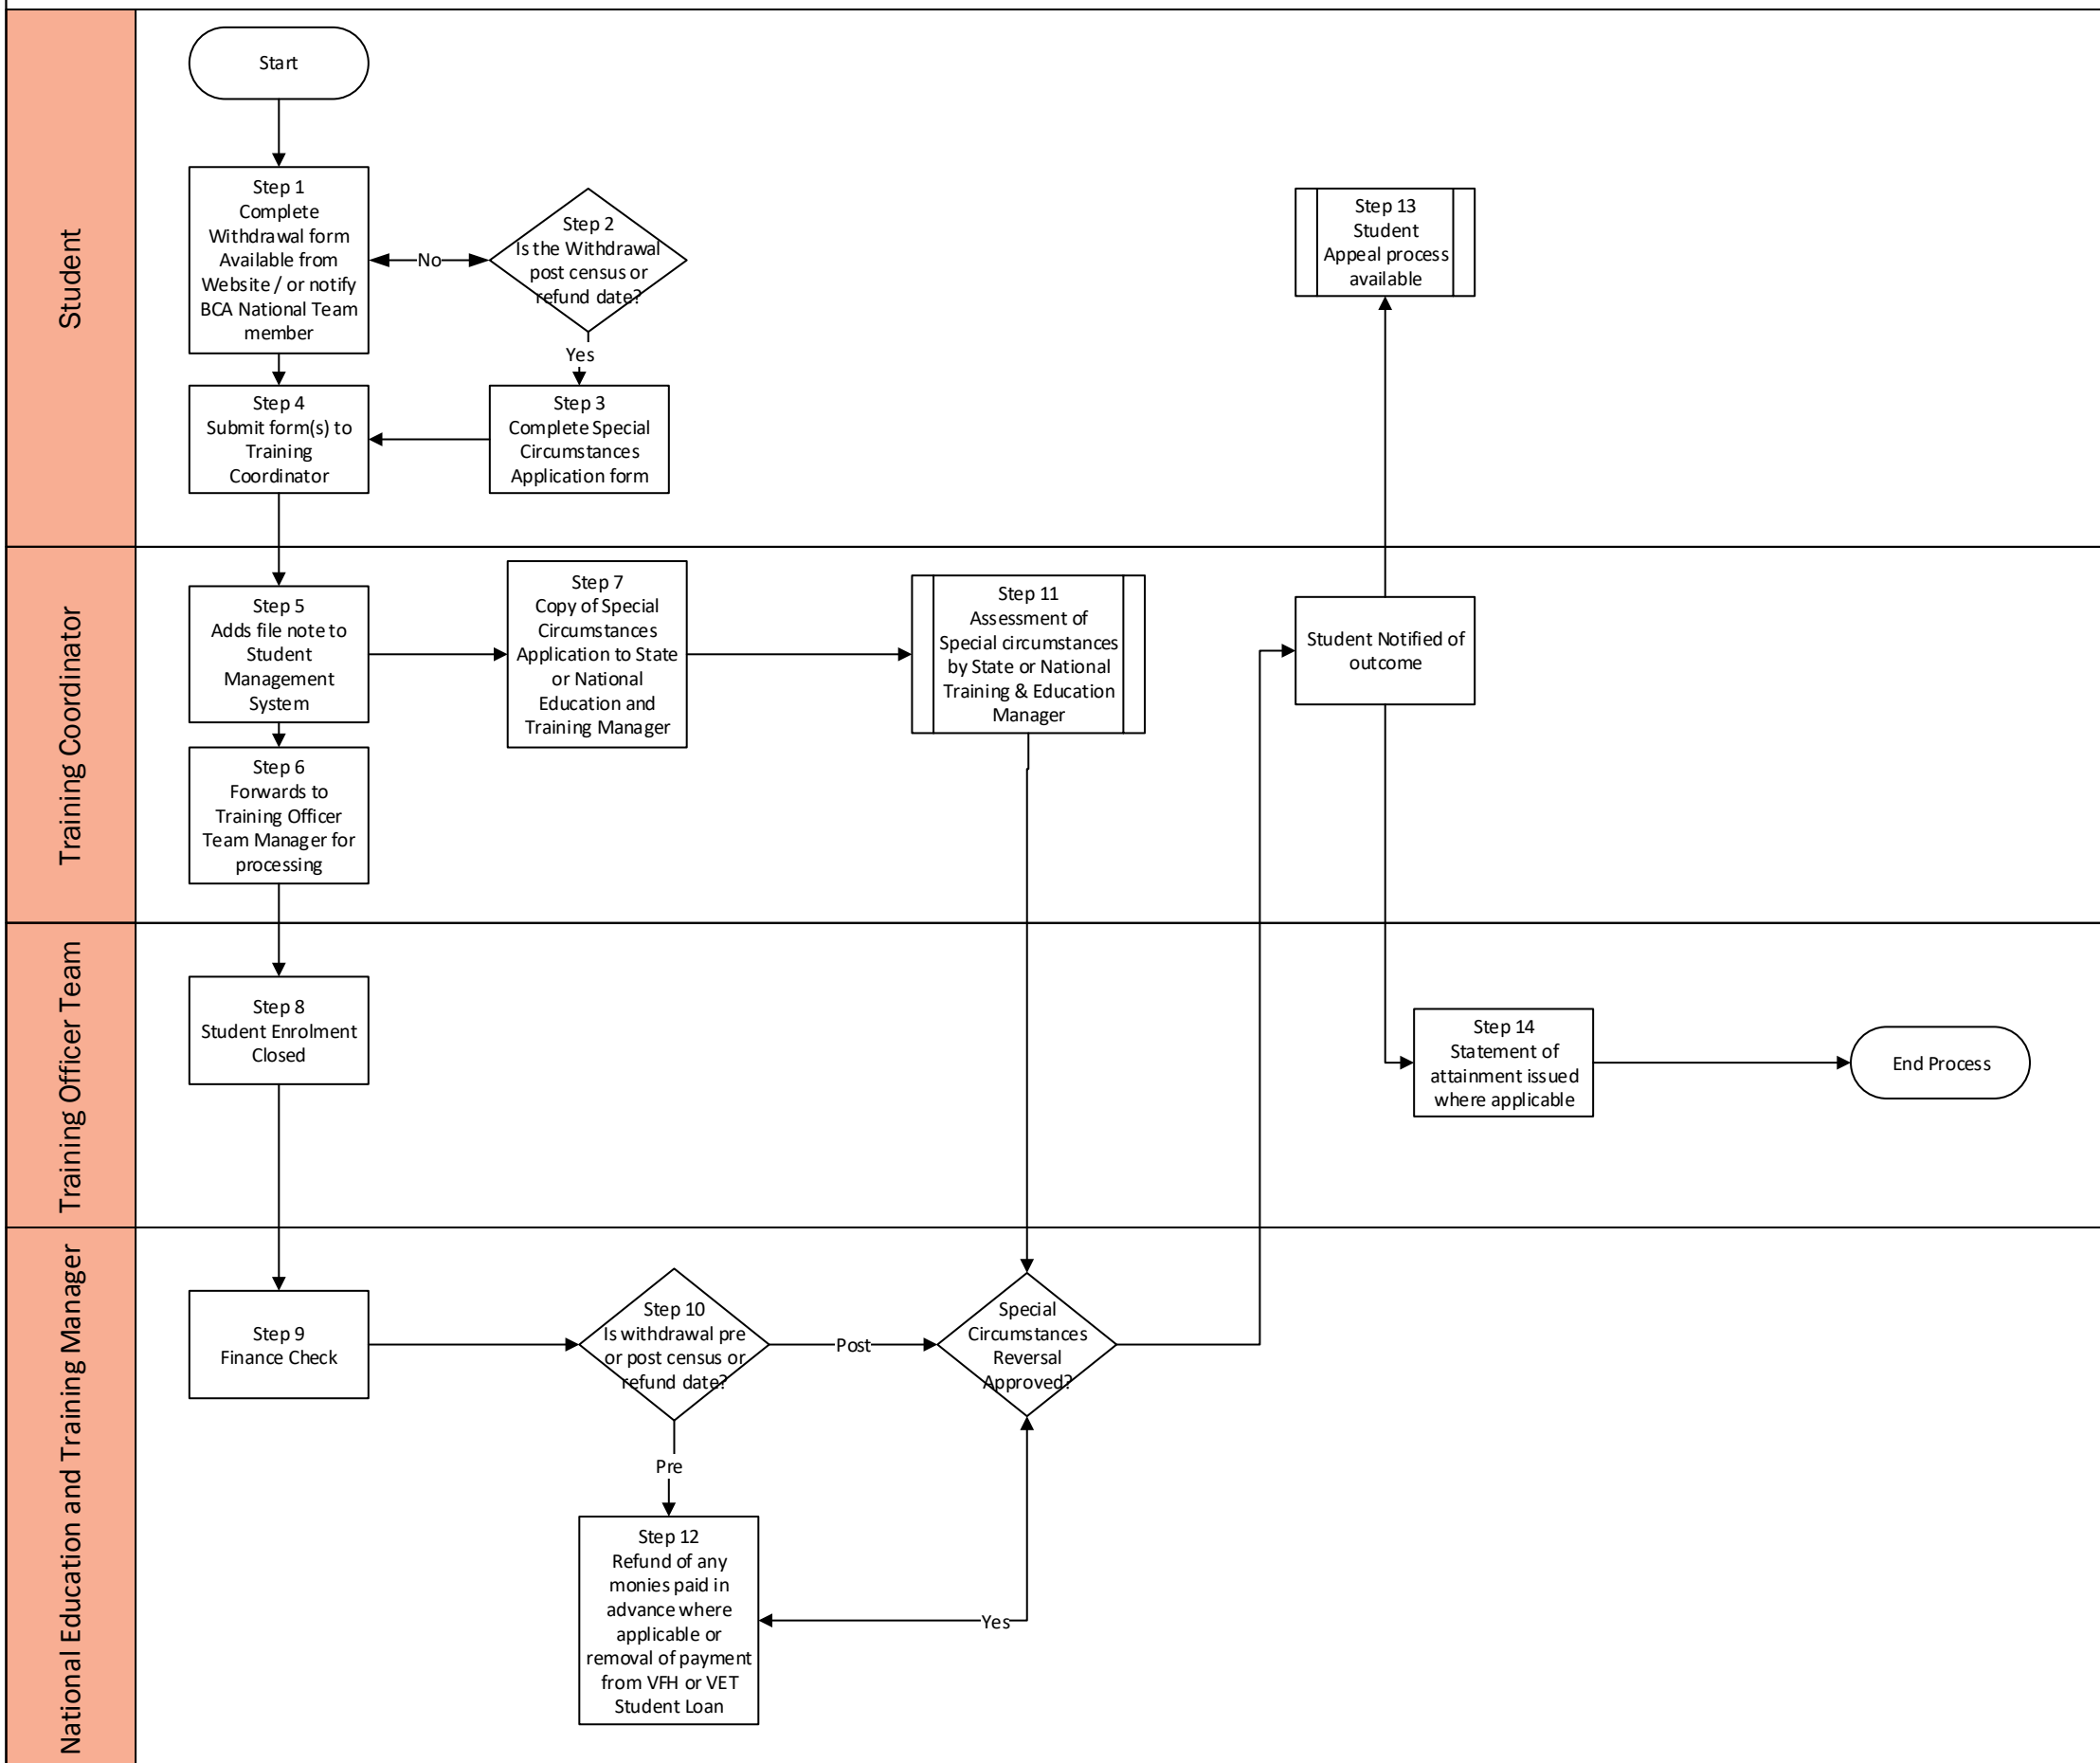 Student
Start
Step 1
Complete
Withdrawal form
Available from
Website / or notify
BCA National Team
member
No
Step 2
Is the Withdrawal
post census or
refund date?
Yes
Step 4
Submit form(s) to
Training
Coordinator
Step 3
Complete Special
Circumstances
Application form
Step 13
Student
Appeal process
available
Training Coordinator
Step 5
Adds file note to
Student
Management
System
Step 7
Copy of Special
Circumstances
Application to State
or National
Education and
Training Manager
Step 11
Assessment of
Special circumstances
by State or National
Training & Education
Manager
Student Notified of
outcome
Step 6
Forwards to
Training Officer
Team Manager for
processing
Training Officer Team
Step 8
Student Enrolment
Closed
Step 14
Statement of
attainment issued
where applicable
End Process
National Education and Training Manager
Step 9
Finance Check
Step 10
Is withdrawal pre
or post census or
refund date?
Post
Special
Circumstances
Reversal
Approved?
Pre
Step 12
Refund of any
monies paid in
advance where
applicable or
removal of payment
from VFH or VET
Student Loan
Yes